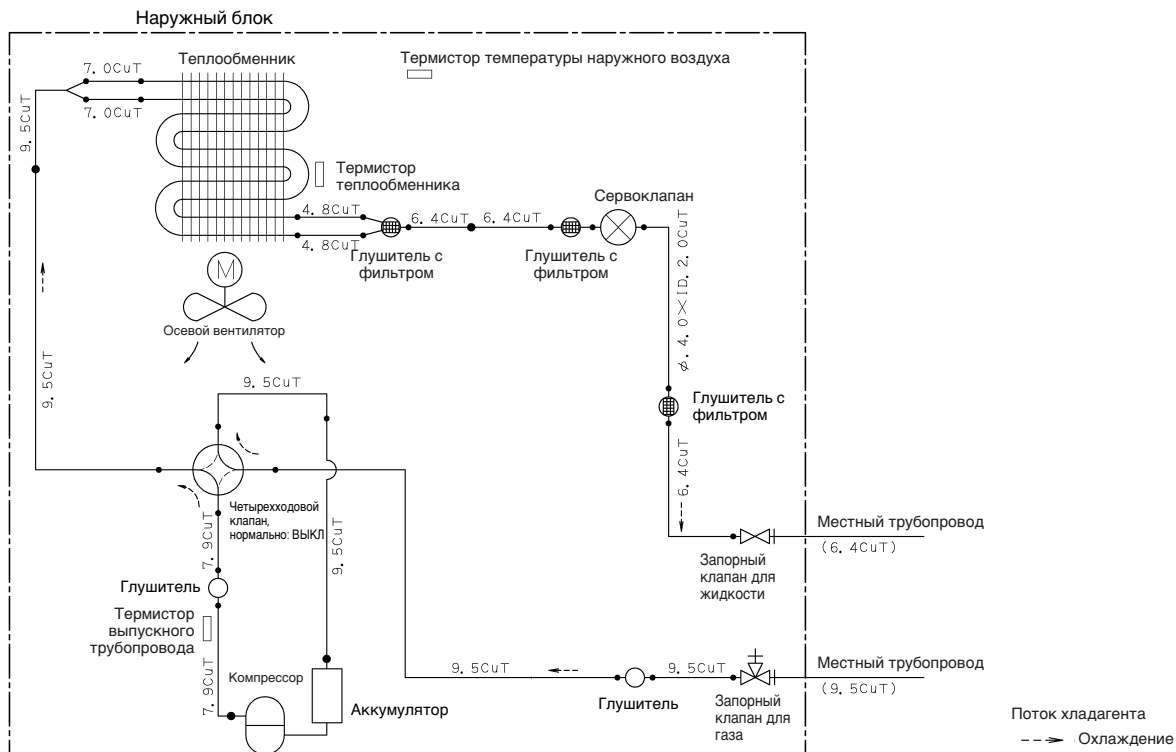 Наружный блок
Теплообменник
Термистор температуры наружного воздуха
7. 0CuT
7. 0CuT
9. 5CuT
Термистор
теплообменника
Сервоклапан
4. 8CuT
4. 8CuT
6. 4CuT
6. 4CuT
Глушитель с
фильтром
Глушитель с
фильтром
M
Осевой вентилятор
ø. 4. 0×ID. 2. 0CuT
9. 5CuT
9. 5CuT
Глушитель с
фильтром
6. 4CuT
Четырехходовой
клапан,
нормально: ВЫКЛ
7. 9CuT
9. 5CuT
Местный трубопровод
(6. 4CuT)
Запорный
клапан для
жидкости
Глушитель
Термистор
выпускного
трубопровода
7. 9CuT
Компрессор
Аккумулятор
9. 5CuT
9. 5CuT
Глушитель
Запорный
клапан для
газа
Местный трубопровод
(9. 5CuT)
Поток хладагента
Охлаждение